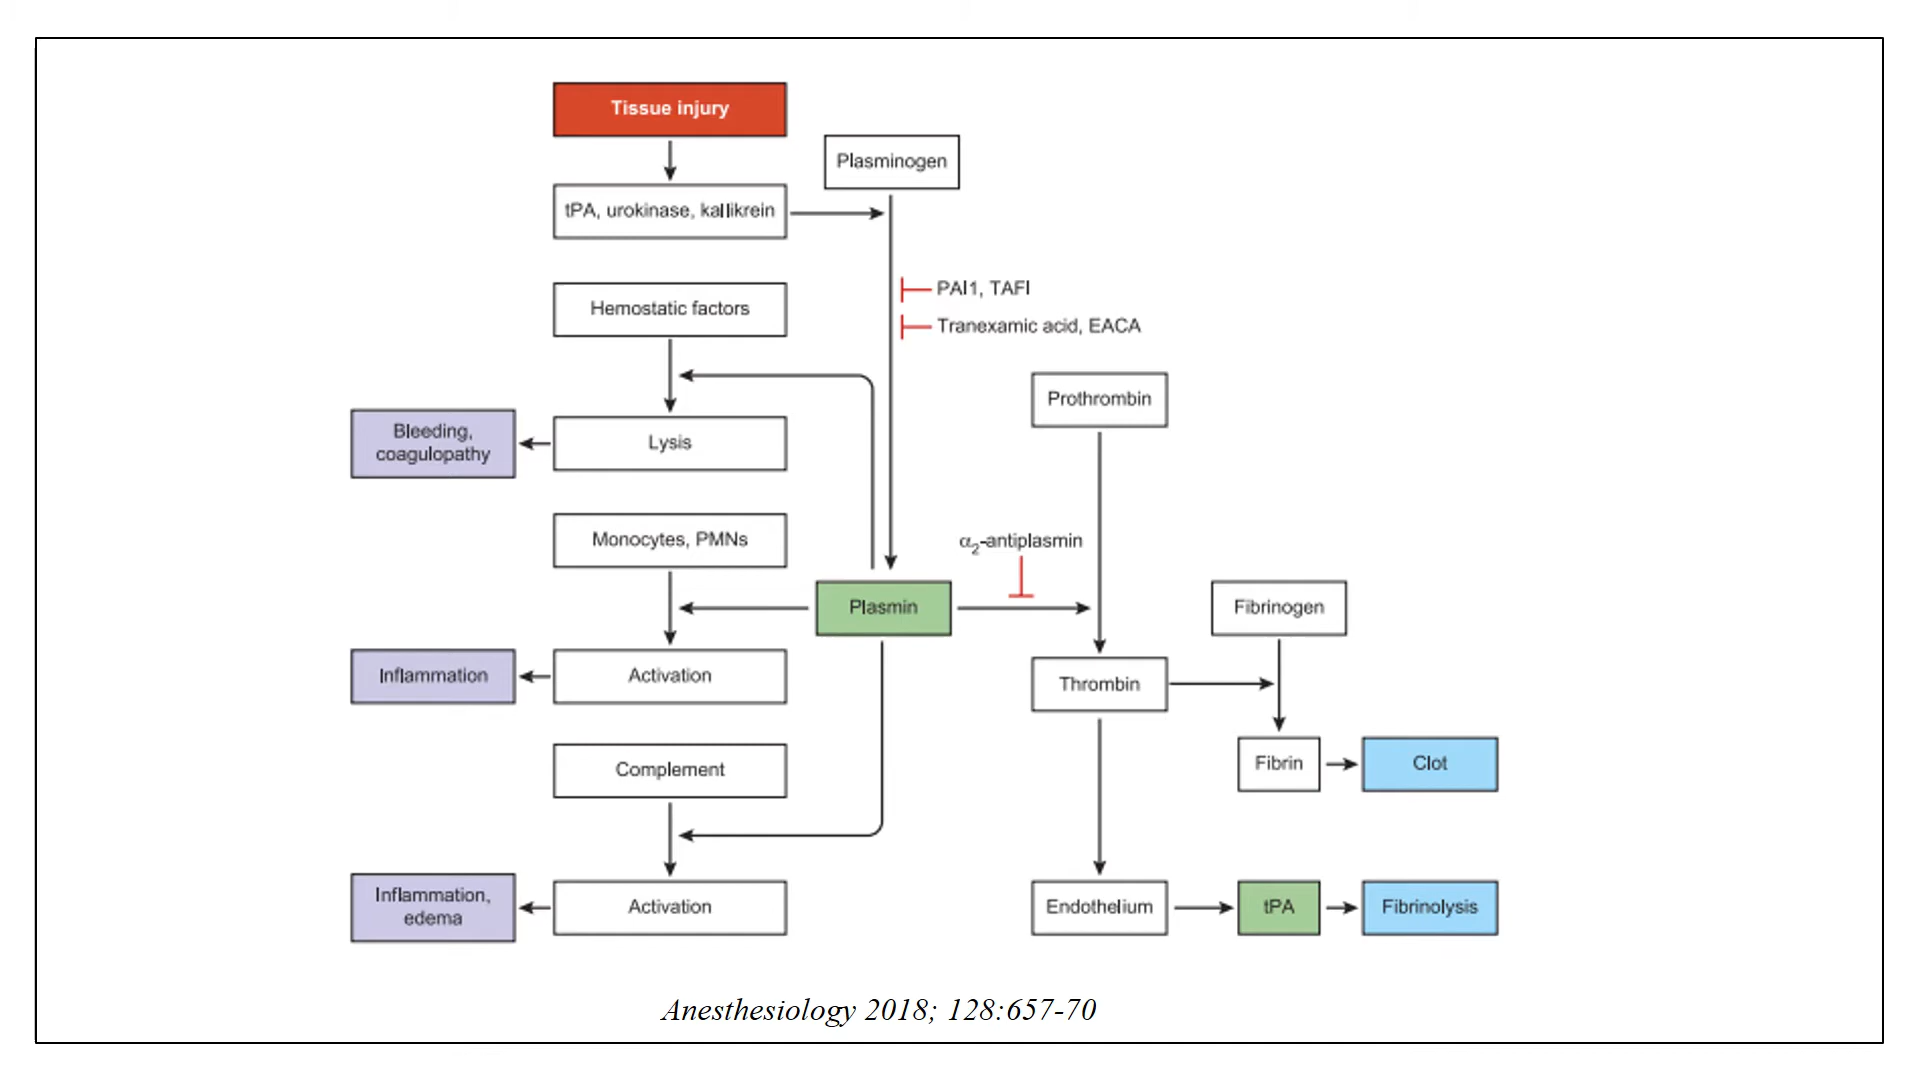 Tissue injury
Plasminogen
tPA, urokinase, kallikrein
PAI1, TAFI
Hemostatic factors
Tranexamic acid, EACA
Prothrombin
Bleeding,
coagulopathy
Lysis
Monocytes, PMNs
α2-antiplasmin
Plasmin
Fibrinogen
Inflammation
Activation
Thrombin
Complement
Fibrin
Clot
Inflammation,
edema
Activation
Endothelium
tPA
Fibrinolysis
Anesthesiology 2018; 128:657-70